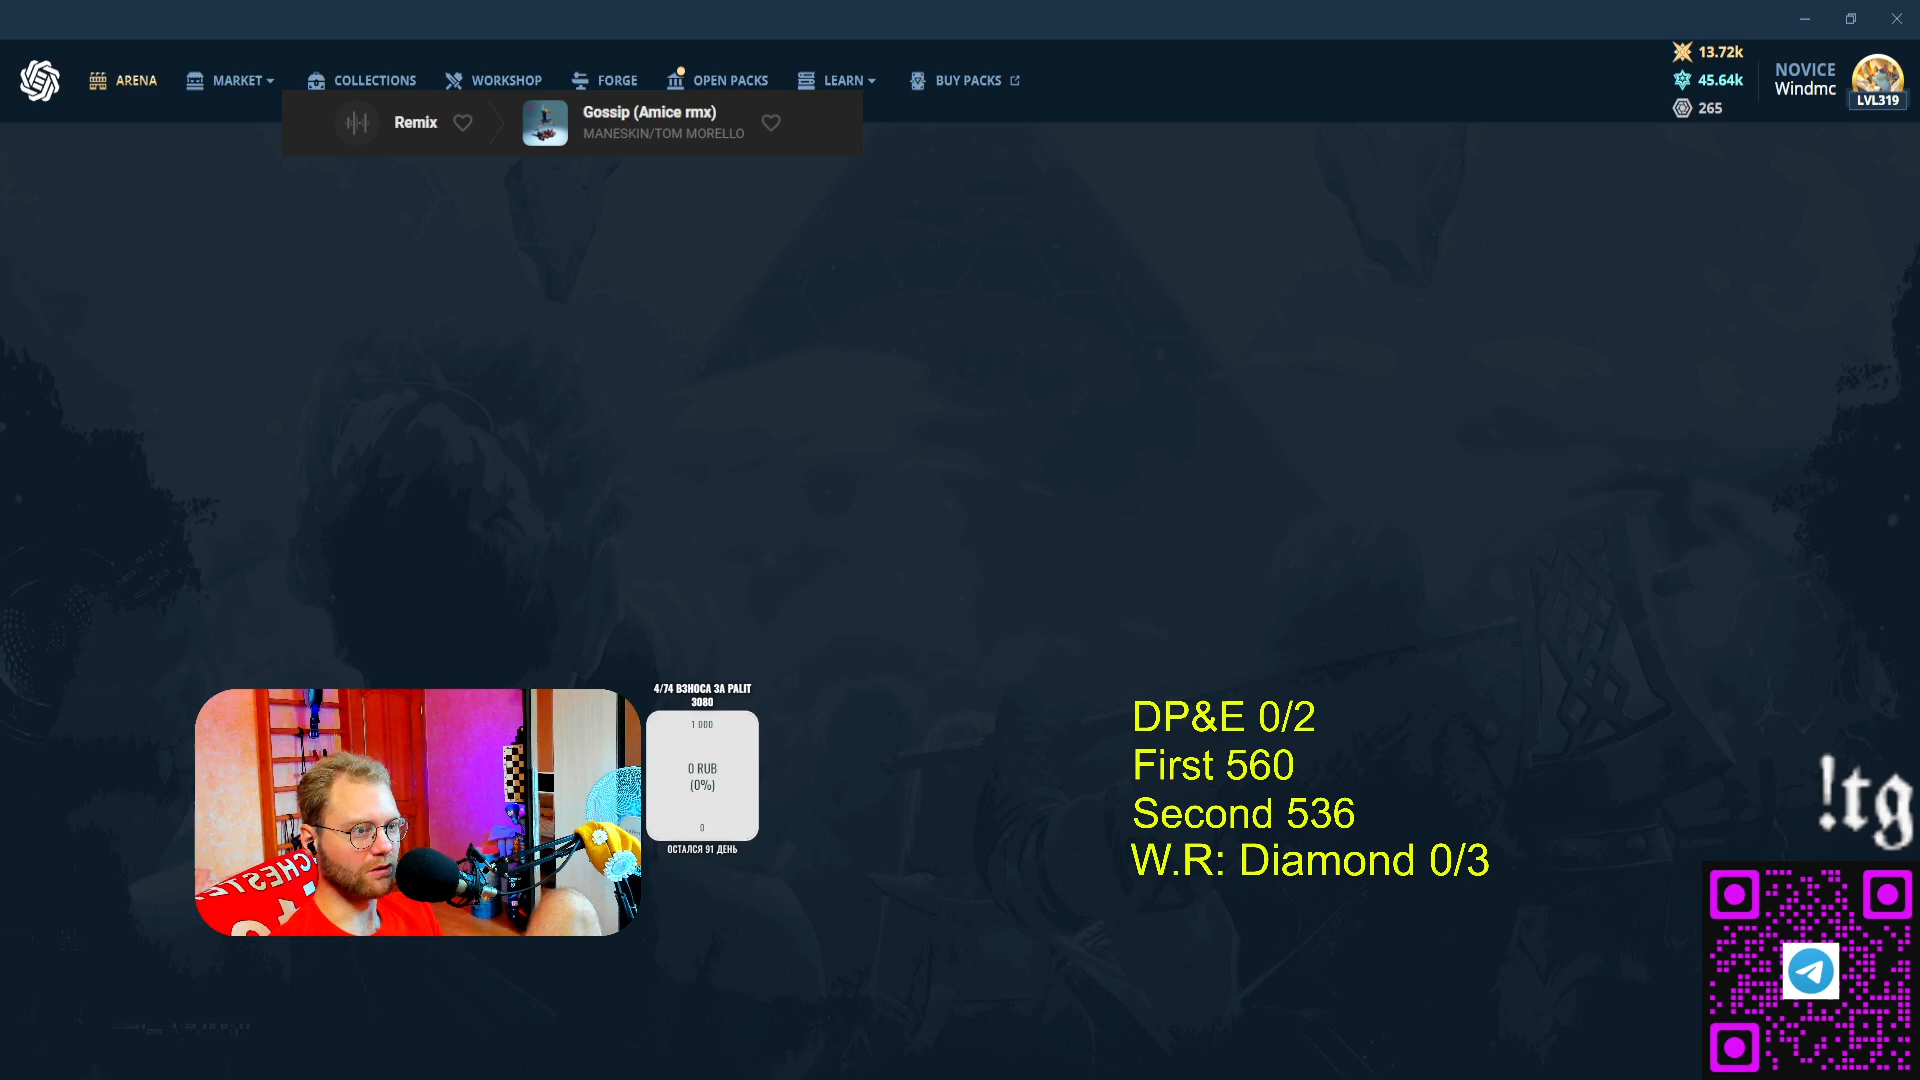 ARENA
MARKET
COLLECTIONS
WORKSHOP
FORGE
OPEN PACKS
LEARN
BUY PACKS
13.72k
45.64k
265
NOVICE
Windmc
LVL319
Remix
Gossip (Amice rmx)
MANESKIN/TOM MORELLO
4/74 ВЗНОСА ЗА PALIT
3080
1 000
0 RUB
(0%)
0
ОСТАЛСЯ 91 ДЕНЬ
DP&E 0/2
First 560
Second 536
W.R: Diamond 0/3
!tg